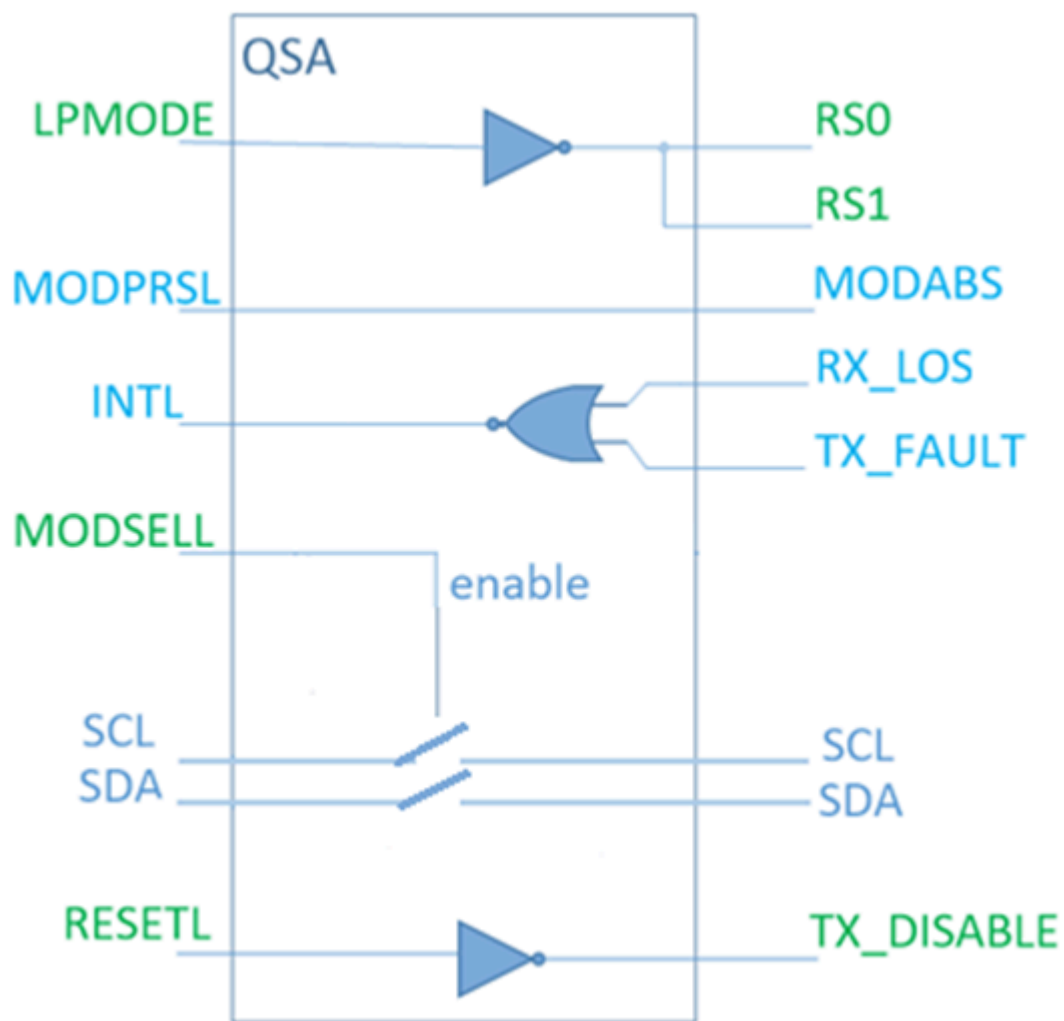 QSA
LPMODE
RS0
RS1
MODPRSL
MODABS
RX_LOS
INTL
TX_FAULT
MODSELL
enable
SCL
SCL
SDA
SDA
RESETL
TX_DISABLE